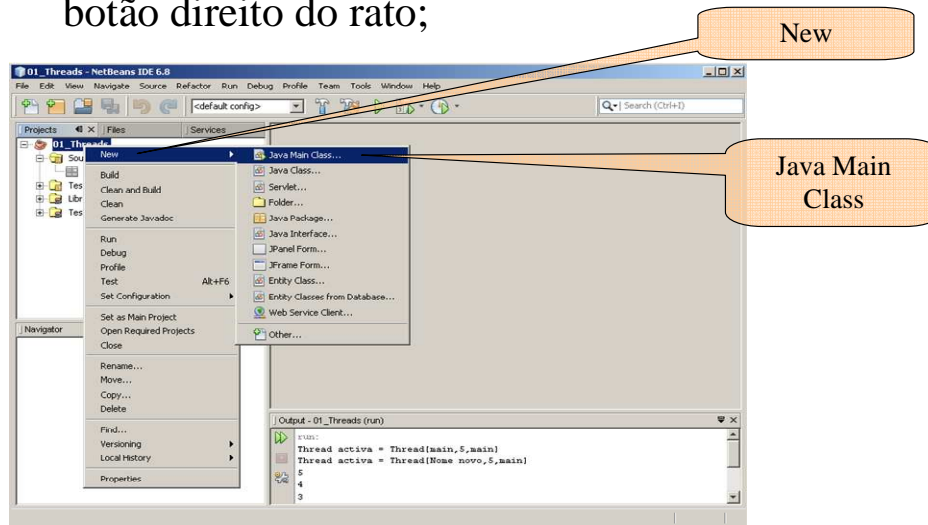 botão direito do rato;
New
01_Threads - NetBeans IDE 6.8
File Edit View Navigate Source Refactor Run Debug Profile Team Tools Window Help
<default config>
Search (Ctrl+I)
Projects Files Services
01_Threads
Sou
Tes
Libr
Tes
New
Build
Clean and Build
Clean
Generate Javadoc
Run
Debug
Profile
Test Alt+F6
Set Configuration
Set as Main Project
Open Required Projects
Close
Rename...
Move...
Copy...
Delete
Find...
Versioning
Local History
Properties
Java Main Class...
Java Class...
Servlet...
Folder...
Java Package...
Java Interface...
JPanel Form...
JFrame Form...
Entity Class...
Entity Classes from Database...
Web Service Client...
Other...
Java Main
Class
Navigator
Output - 01_Threads (run)
run:
Thread activa = Thread[main,5,main]
Thread activa = Thread[Nome novo,5,main]
5
4
3